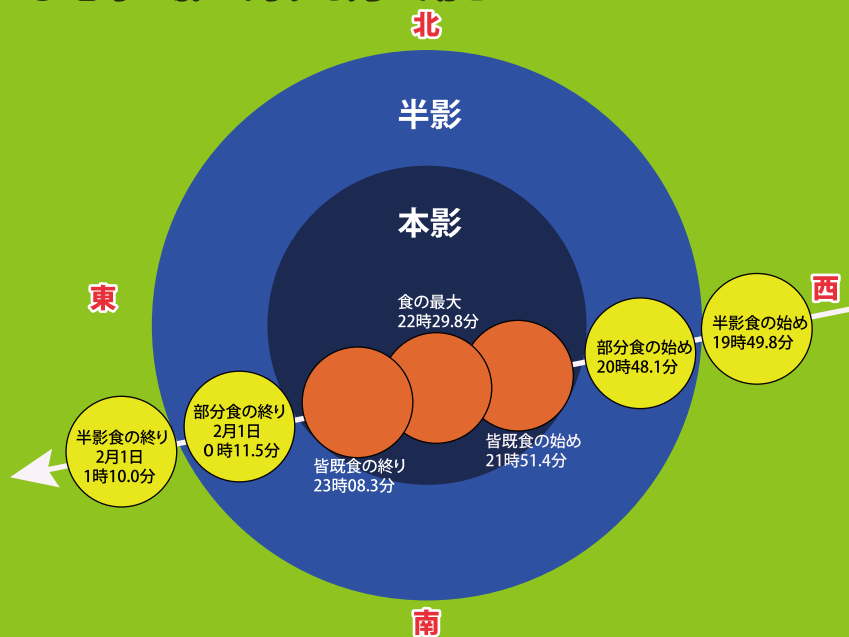 北
半影
本影
東
西
食の最大
22時29.8分
半影食の始め
19時49.8分
部分食の始め
20時48.1分
皆既食の始め
21時51.4分
皆既食の終り
23時08.3分
部分食の終り
2月1日
0時11.5分
半影食の終り
2月1日
1時10.0分
南